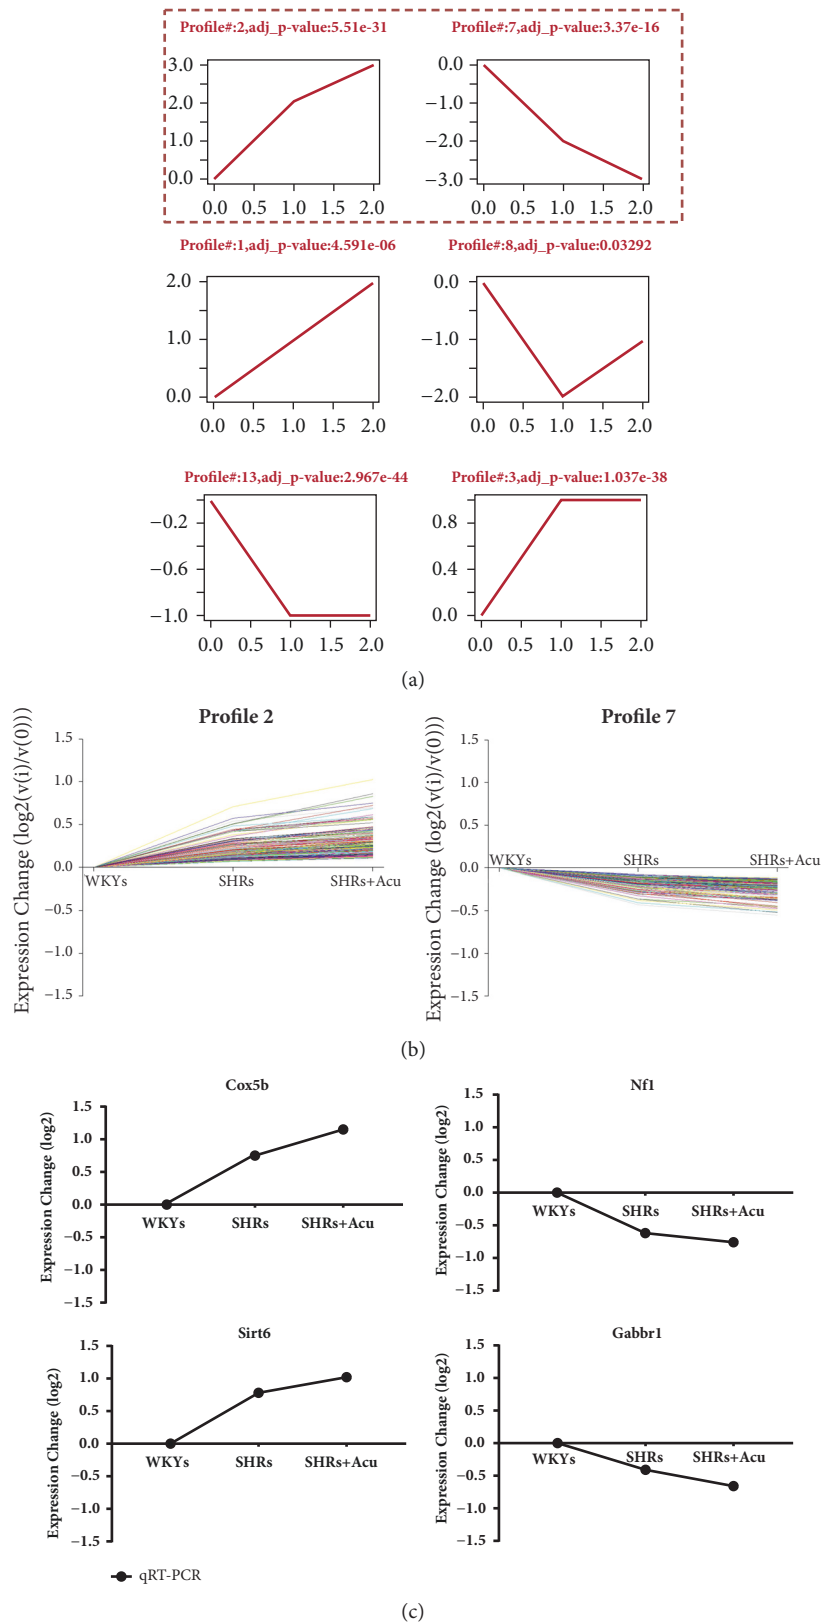 Profile#:2,adj_p-value:5.51e-31
Profile#:7,adj_p-value:3.37e-16
3.0
2.0
1.0
0.0
0.0 0.5 1.0 1.5 2.0
0.0
−1.0
−2.0
−3.0
0.0 0.5 1.0 1.5 2.0
Profile#:1,adj_p-value:4.591e-06
Profile#:8,adj_p-value:0.03292
2.0
1.0
0.0
0.0 0.5 1.0 1.5 2.0
0.0
−1.0
−2.0
0.0 0.5 1.0 1.5 2.0
Profile#:13,adj_p-value:2.967e-44
Profile#:3,adj_p-value:1.037e-38
−0.2
−0.6
−1.0
0.0 0.5 1.0 1.5 2.0
0.8
0.4
0.0
0.0 0.5 1.0 1.5 2.0
(a)
Profile 2
Expression Change (log2(v(i)/v(0)))
1.5
1.0
0.5
0.0
−0.5
−1.0
−1.5
WKYs SHRs SHRs+Acu
Profile 7
Expression Change (log2(v(i)/v(0)))
1.5
1.0
0.5
0.0
−0.5
−1.0
−1.5
WKYs SHRs SHRs+Acu
(b)
Cox5b
Expression Change (log2)
1.5
1.0
0.5
0.0
−0.5
−1.0
−1.5
WKYs SHRs SHRs+Acu
Nf1
Expression Change (log2)
1.5
1.0
0.5
0.0
−0.5
−1.0
−1.5
WKYs SHRs SHRs+Acu
Sirt6
Expression Change (log2)
1.5
1.0
0.5
0.0
−0.5
−1.0
−1.5
WKYs SHRs SHRs+Acu
Gabbr1
Expression Change (log2)
1.5
1.0
0.5
0.0
−0.5
−1.0
−1.5
WKYs SHRs SHRs+Acu
qRT-PCR
(c)